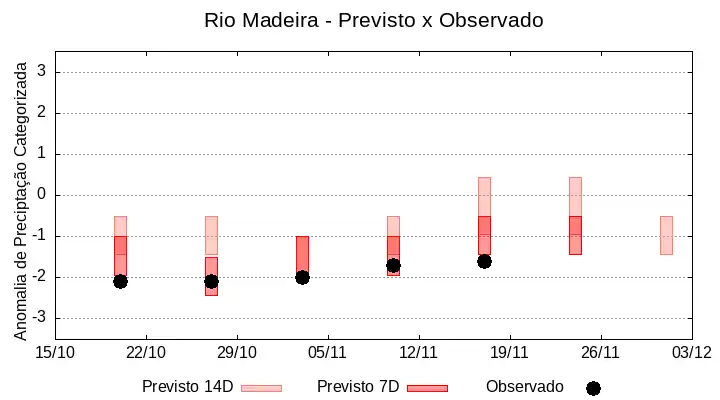 Rio Madeira - Previsto x Observado
Anomalia de Preciptação Categorizada
3
2
1
0
-1
-2
-3
15/10 22/10 29/10 05/11 12/11 19/11 26/11 03/12
Previsto 14D Previsto 7D Observado